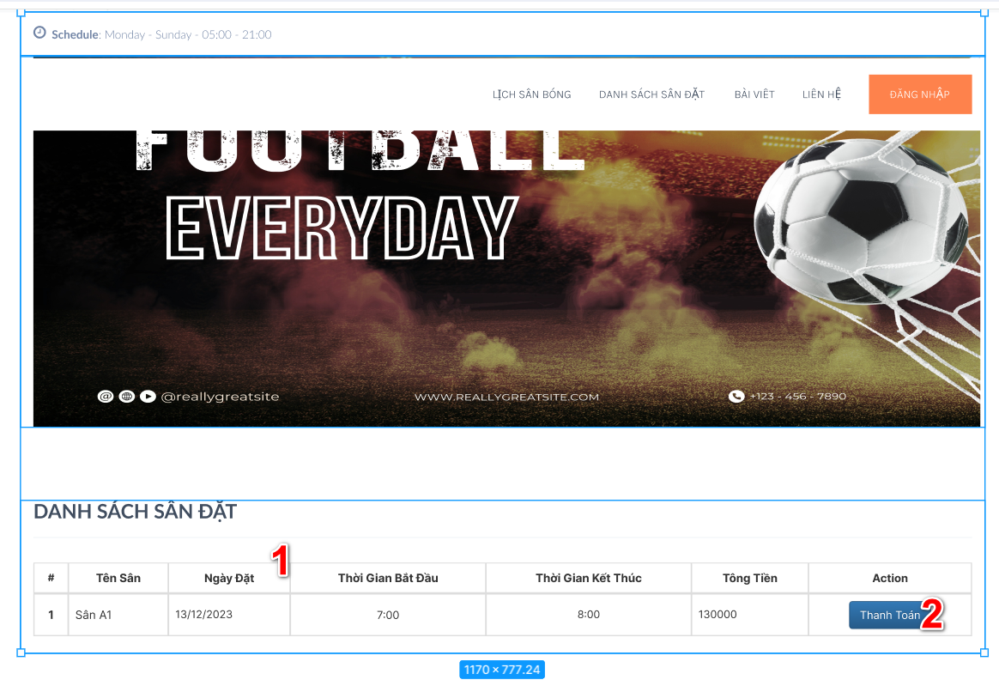 Schedule: Monday - Sunday - 05:00 - 21:00
LỊCH SÂN BÓNG DANH SÁCH SÂN ĐẶT BÀI VIẾT LIÊN HỆ ĐĂNG NHẬP
FOOTBALL
EVERYDAY
@reallygreatsite WWW.REALLYGREATSITE.COM +123 - 456 - 7890
DANH SÁCH SÂN ĐẶT
1
# Tên Sân Ngày Đặt Thời Gian Bắt Đầu Thời Gian Kết Thúc Tông Tiền Action
1 Sân A1 13/12/2023 7:00 8:00 130000 Thanh Toán 2
1170 × 777.24